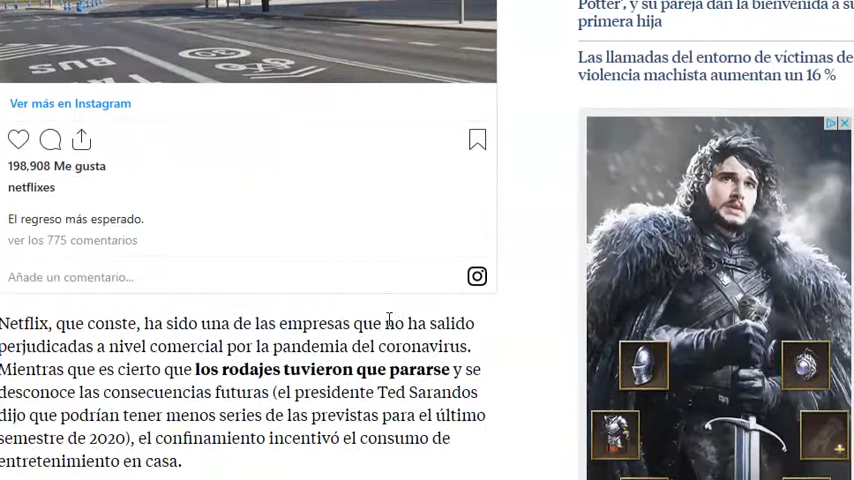 BUS
TAXI
Ver más en Instagram
198,908 Me gusta
netflixes
El regreso más esperado.
ver los 775 comentarios
Añade un comentario...
Netflix, que conste, ha sido una de las empresas que no ha salido
perjudicadas a nivel comercial por la pandemia del coronavirus.
Mientras que es cierto que los rodajes tuvieron que pararse y se
desconoce las consecuencias futuras (el presidente Ted Sarandos
dijo que podrían tener menos series de las previstas para el último
semestre de 2020), el confinamiento incentivó el consumo de
entretenimiento en casa.
Potter', y su pareja dan la bienvenida a su
primera hija
Las llamadas del entorno de víctimas de
violencia machista aumentan un 16 %